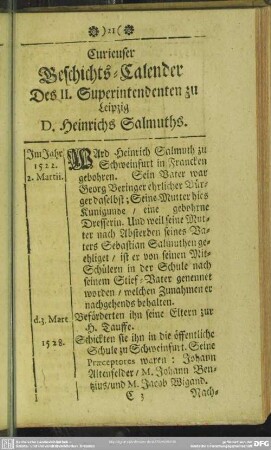 )21(
Curieuser
Geschichts-Calender
Des II. Superintendenten zu
Leipzig
D. Heinrichs Salmuths.
Im Jahr
1522.
2. Martii.
WArd Heinrich Salmuth zu
Schweinfurt in Francken
gebohren. Sein Vater war
Georg Beringer ehrlicher Bür-
ger daselbst; Seine Mutter hies
Kunigunde / eine gebohrne
Dresserin. Und weil seine Mut-
ter nach Absterben seines Va-
ters Sebastian Salmuthen ge-
ehliget / ist er von seinen Mit-
Schülern in der Schule nach
seinem Stief-Vater genennet
worden / welchen Zunahmen er
nachgehends behalten.
d.3. Mart.
Beförderten ihn seine Eltern zur
H. Tauffe.
1528.
Schickten sie ihn in die öffentliche
Schule zu Schweinfurt. Seine
Præceptores waren: Johann
Altenfelder / M. Johann Ben-
tzius / und M. Jacob Wigand.
C 3
Nach-
DFG